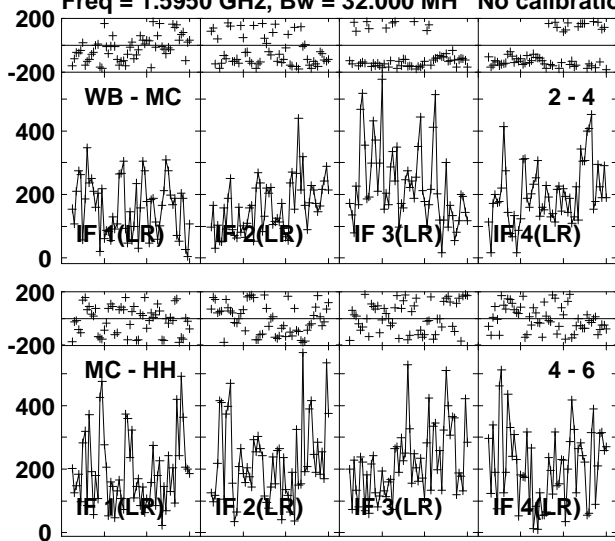 Freq = 1.5950 GHz, Bw = 32.000 MH No calibratio
200
-200
WB - MC
2 - 4
400
200
0
IF 1(LR)
IF 2(LR)
IF 3(LR)
IF 4(LR)
200
-200
MC - HH
4 - 6
400
200
0
IF 1(LR)
IF 2(LR)
IF 3(LR)
IF 4(LR)